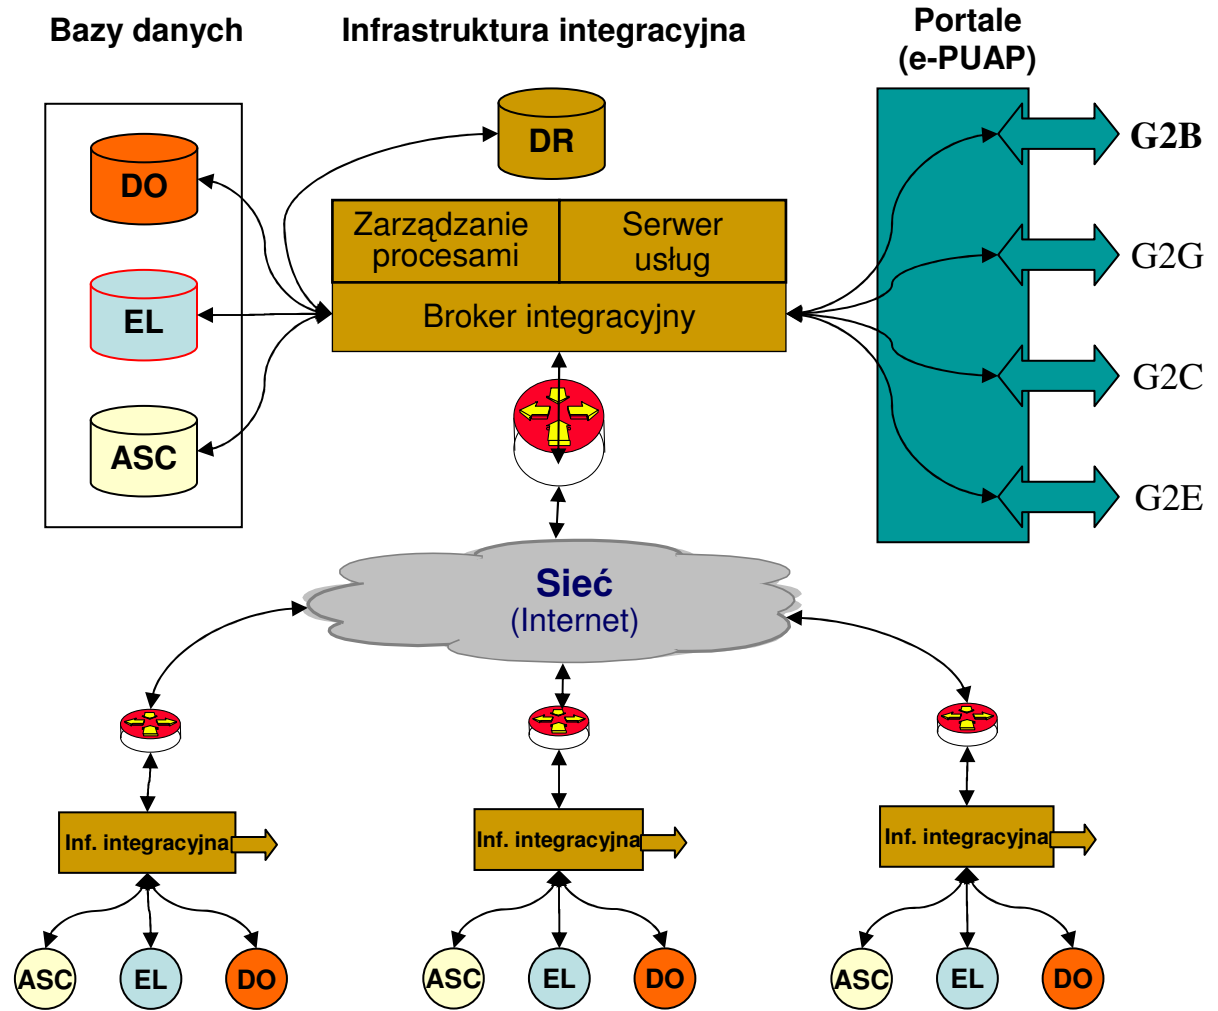 Bazy danych
Infrastruktura integracyjna
Portale
(e-PUAP)
DO
EL
ASC
DR
Zarządzanie
procesami
Serwer
usług
Broker integracyjny
G2B
G2G
G2C
G2E
Sieć
(Internet)
Inf. integracyjna
Inf. integracyjna
Inf. integracyjna
ASC
EL
DO
ASC
EL
DO
ASC
EL
DO